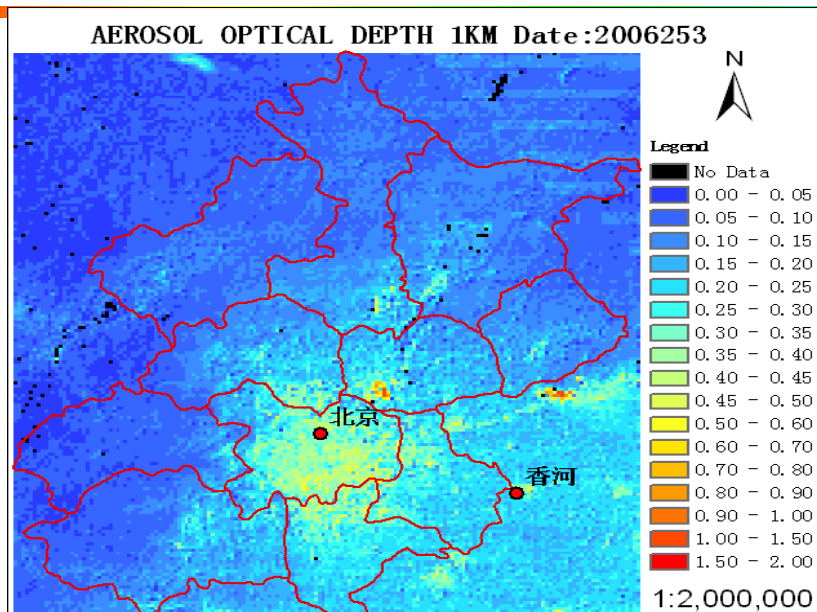 AEROSOL OPTICAL DEPTH 1KM Date:2006253
N
Legend
No Data
0.00 - 0.05
0.05 - 0.10
0.10 - 0.15
0.15 - 0.20
0.20 - 0.25
0.25 - 0.30
0.30 - 0.35
0.35 - 0.40
0.40 - 0.45
0.45 - 0.50
0.50 - 0.60
0.60 - 0.70
0.70 - 0.80
0.80 - 0.90
0.90 - 1.00
1.00 - 1.50
1.50 - 2.00
北京
香河
1:2,000,000